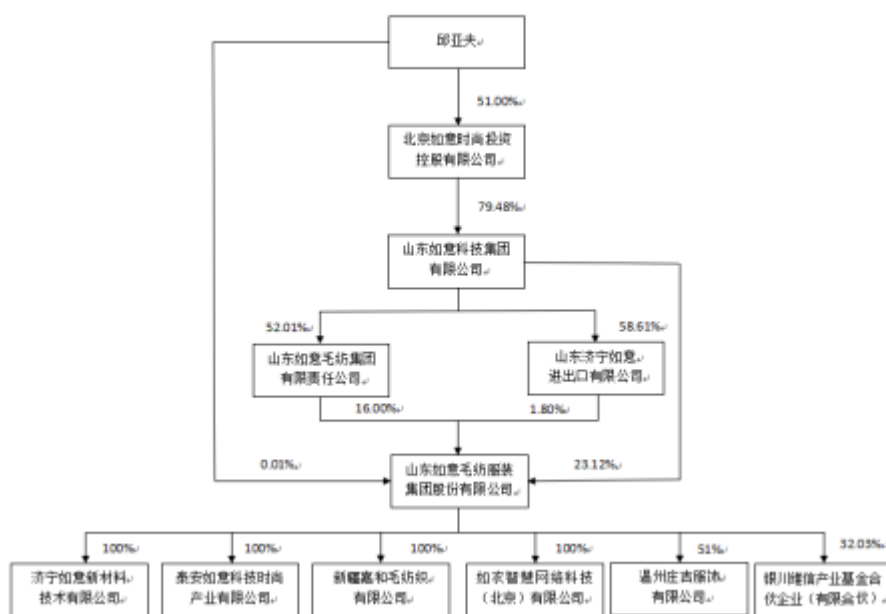 邱亚夫
51.00%
北京如意时尚投资
控股有限公司
79.48%
山东如意科技集团
有限公司
52.01%
58.61%
山东如意毛纺集团
有限责任公司
山东济宁如意
进出口有限公司
16.00%
1.80%
0.01%
山东如意毛纺服装
集团股份有限公司
23.12%
100%
100%
100%
100%
51%
32.03%
济宁如意新材料
技术有限公司
泰安如意科技时尚
产业有限公司
新疆嘉和毛纺织
有限公司
如农智慧网络科技
（北京）有限公司
温州庄吉服饰
有限公司
银川维信产业基金合
伙企业（有限合伙）